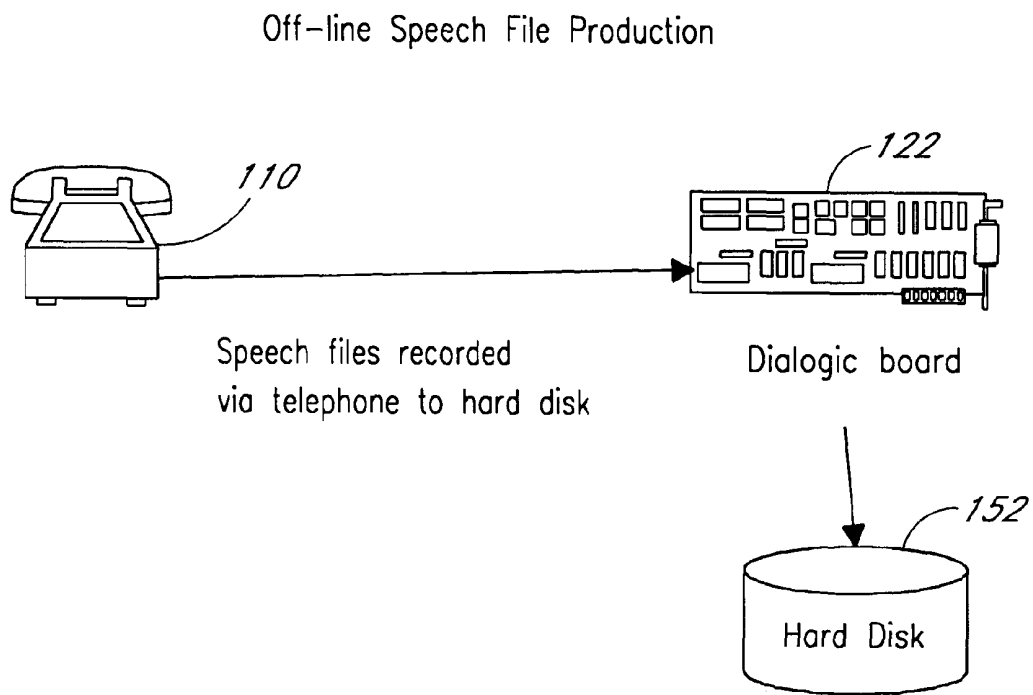 Off-line Speech File Production
110
122
Speech files recorded
via telephone to hard disk
Dialogic board
152
Hard Disk